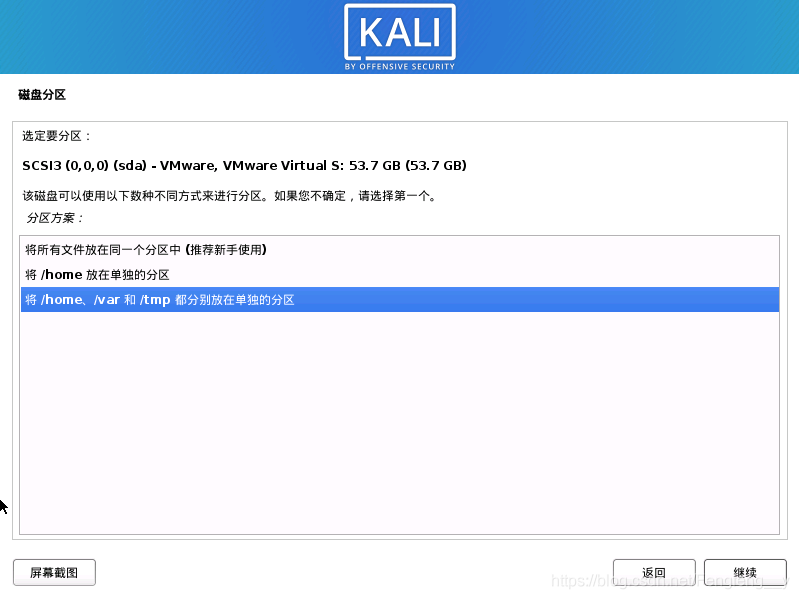 KALI
BY OFFENSIVE SECURITY
磁盘分区
选定要分区：
SCSI3 (0,0,0) (sda) - VMware, VMware Virtual S: 53.7 GB (53.7 GB)
该磁盘可以使用以下数种不同方式来进行分区。如果您不确定，请选择第一个。
分区方案：
将所有文件放在同一个分区中 (推荐新手使用)
将 /home 放在单独的分区
将 /home、/var 和 /tmp 都分别放在单独的分区
屏幕截图
返回
继续